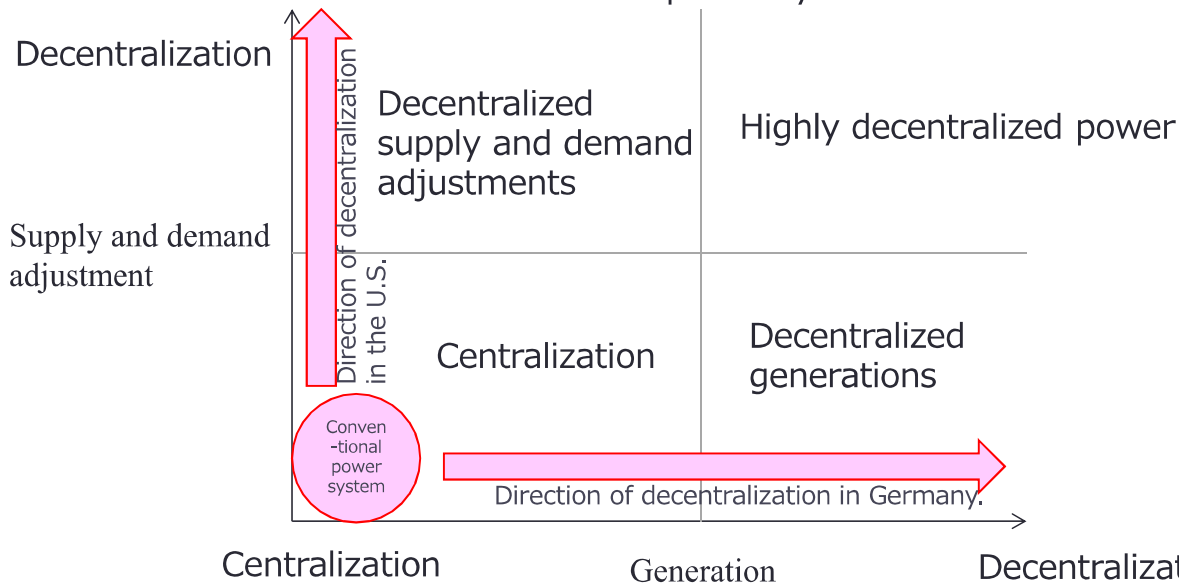 Decentralization
Direction of decentralization
in the U.S.
Decentralized
supply and demand
adjustments
Highly decentralized power
Supply and demand
adjustment
Centralization
Decentralized
generations
Conven
-tional
power
system
Direction of decentralization in Germany.
Centralization
Generation